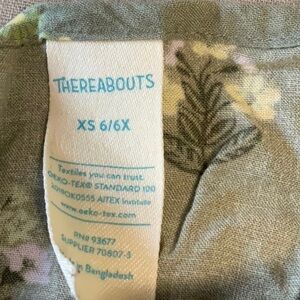 THEREABOUTS
XS 6/6X
Textiles you can trust.
OEKO-TEX® STANDARD 100
AITEX Institute
www.oeko-tex.com
RN# 93677
SUPPLIER 70807-3
Bangladesh